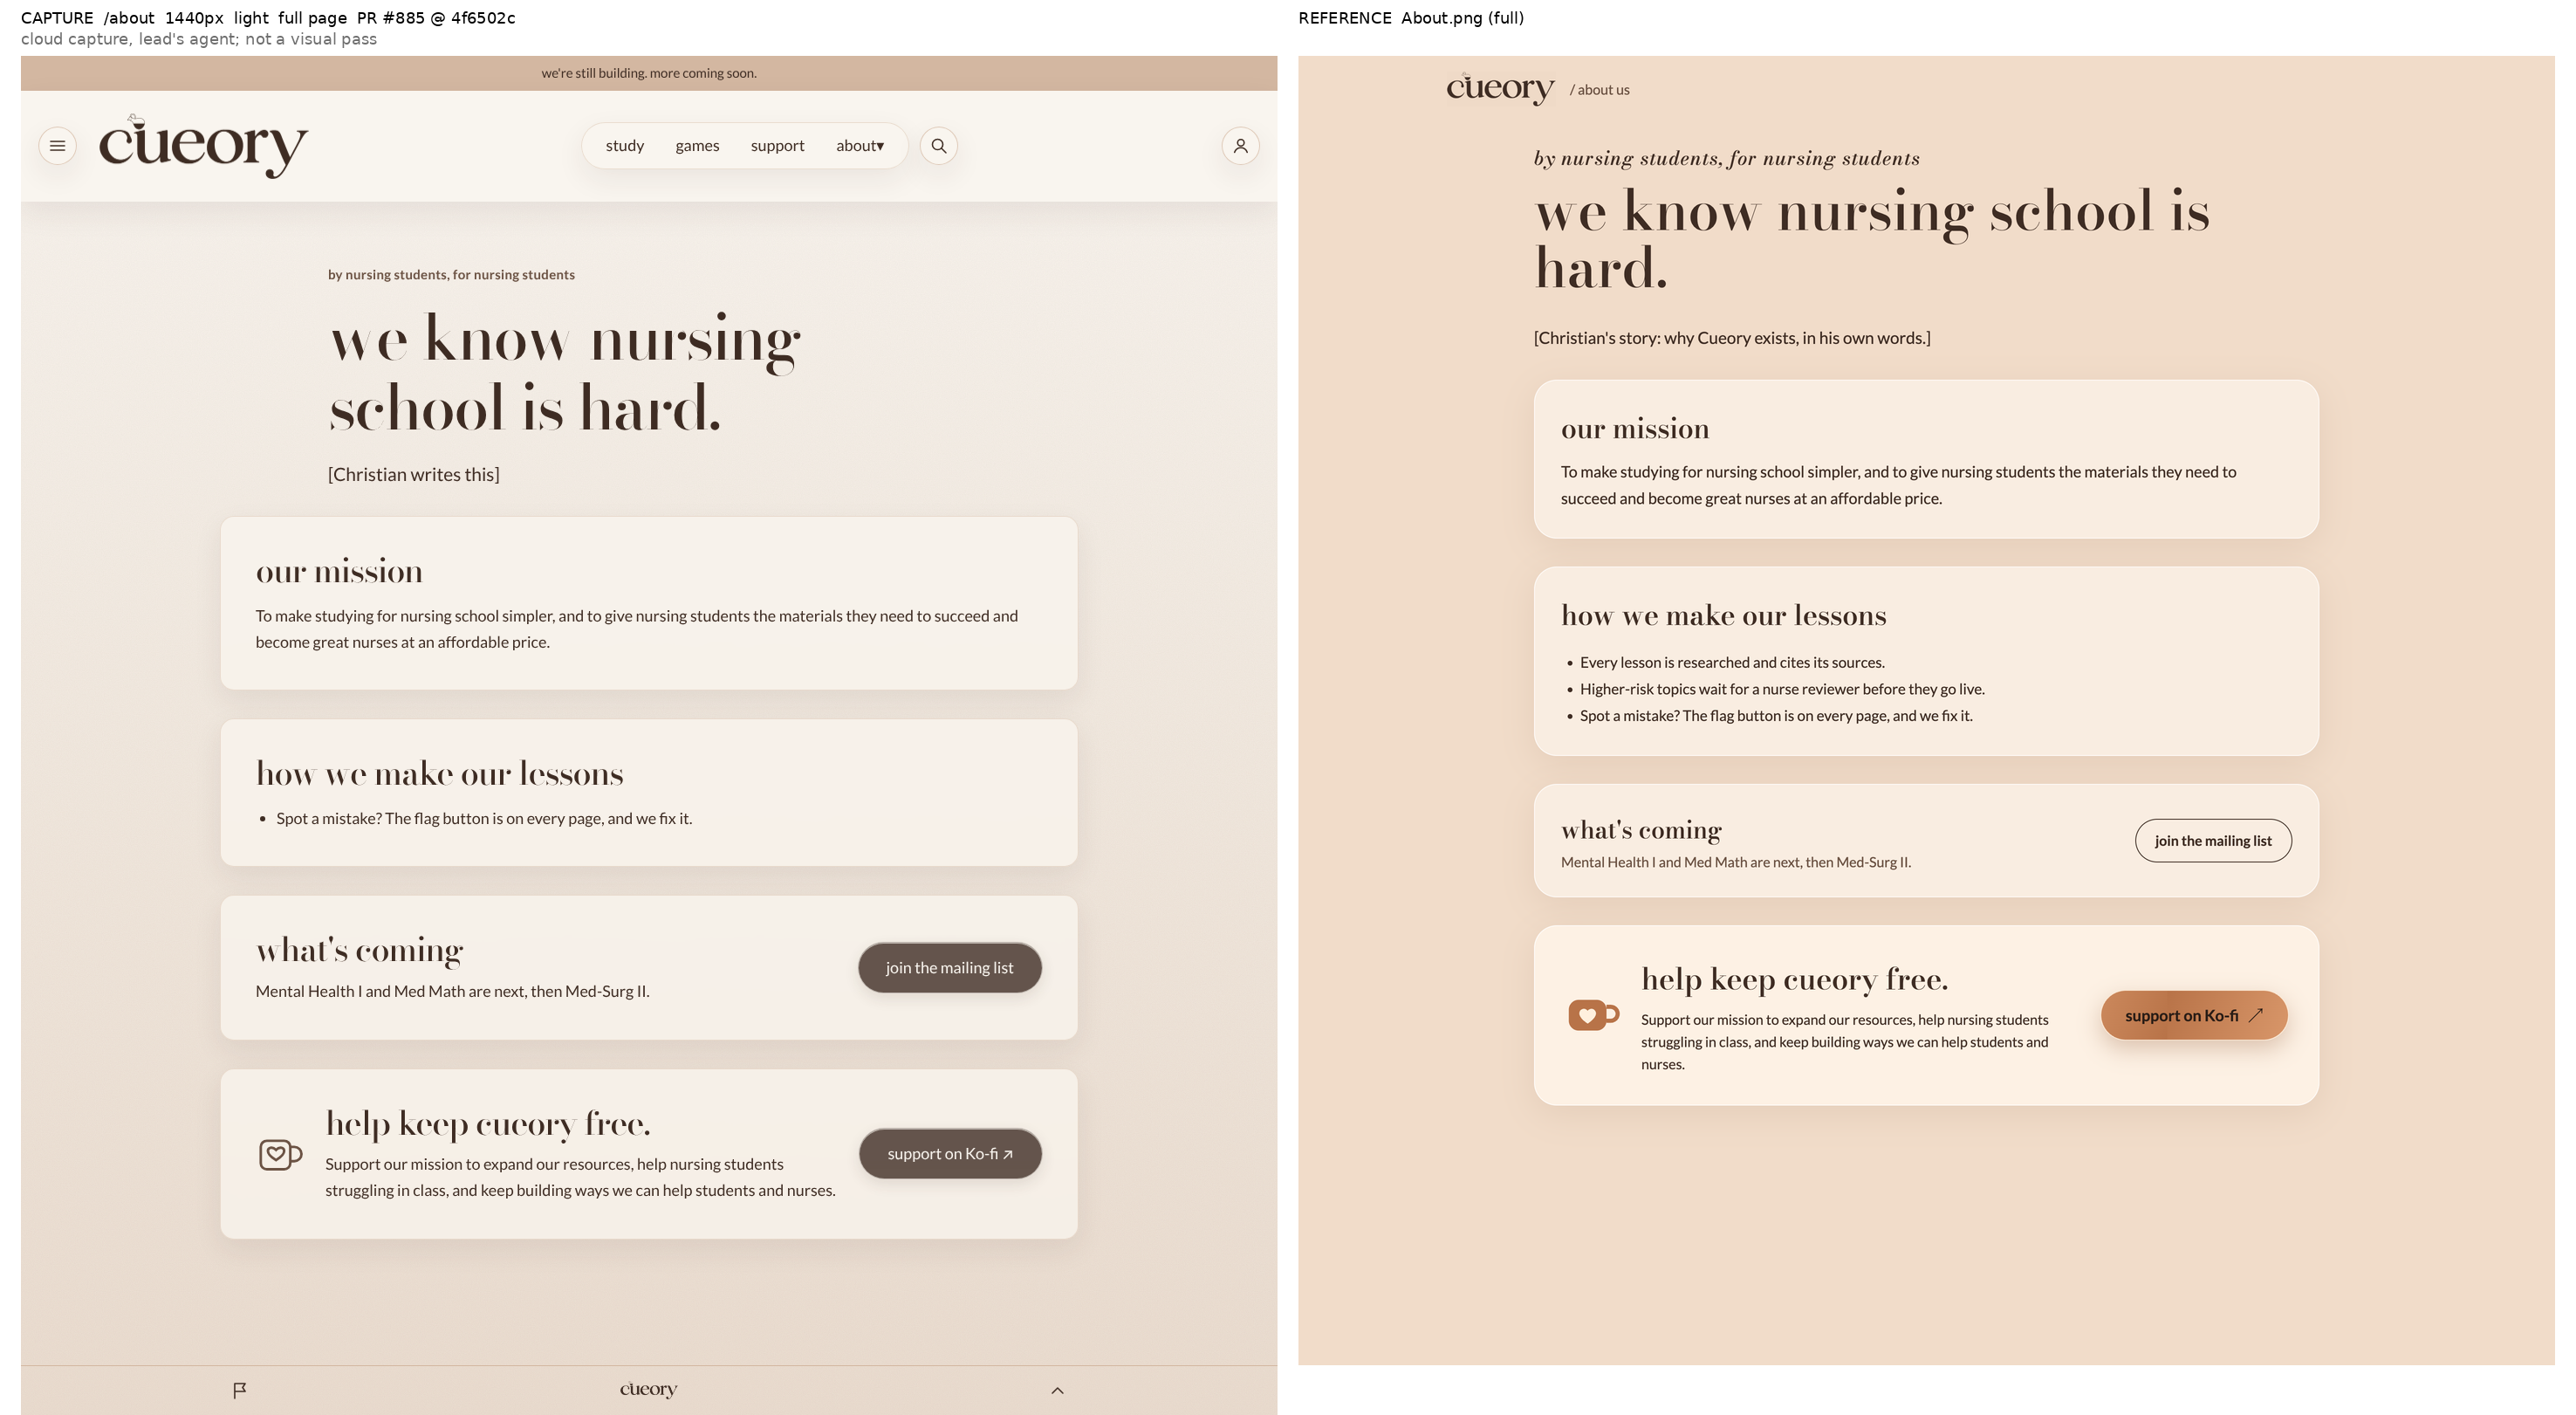 CAPTURE /about 1440px light full page PR #885 @ 4f6502c
cloud capture, lead's agent; not a visual pass
we're still building. more coming soon.
cueory
study games support about▾
by nursing students, for nursing students
we know nursing
school is hard.
[Christian writes this]
our mission
To make studying for nursing school simpler, and to give nursing students the materials they need to succeed and
become great nurses at an affordable price.
how we make our lessons
• Spot a mistake? The flag button is on every page, and we fix it.
what's coming
Mental Health I and Med Math are next, then Med-Surg II.
join the mailing list
help keep cueory free.
Support our mission to expand our resources, help nursing students
struggling in class, and keep building ways we can help students and nurses.
support on Ko-fi ↗
cueory
REFERENCE About.png (full)
cueory / about us
by nursing students, for nursing students
we know nursing school is
hard.
[Christian's story: why Cueory exists, in his own words.]
our mission
To make studying for nursing school simpler, and to give nursing students the materials they need to
succeed and become great nurses at an affordable price.
how we make our lessons
• Every lesson is researched and cites its sources.
• Higher-risk topics wait for a nurse reviewer before they go live.
• Spot a mistake? The flag button is on every page, and we fix it.
what's coming
Mental Health I and Med Math are next, then Med-Surg II.
join the mailing list
help keep cueory free.
Support our mission to expand our resources, help nursing students
struggling in class, and keep building ways we can help students and
nurses.
support on Ko-fi ↗